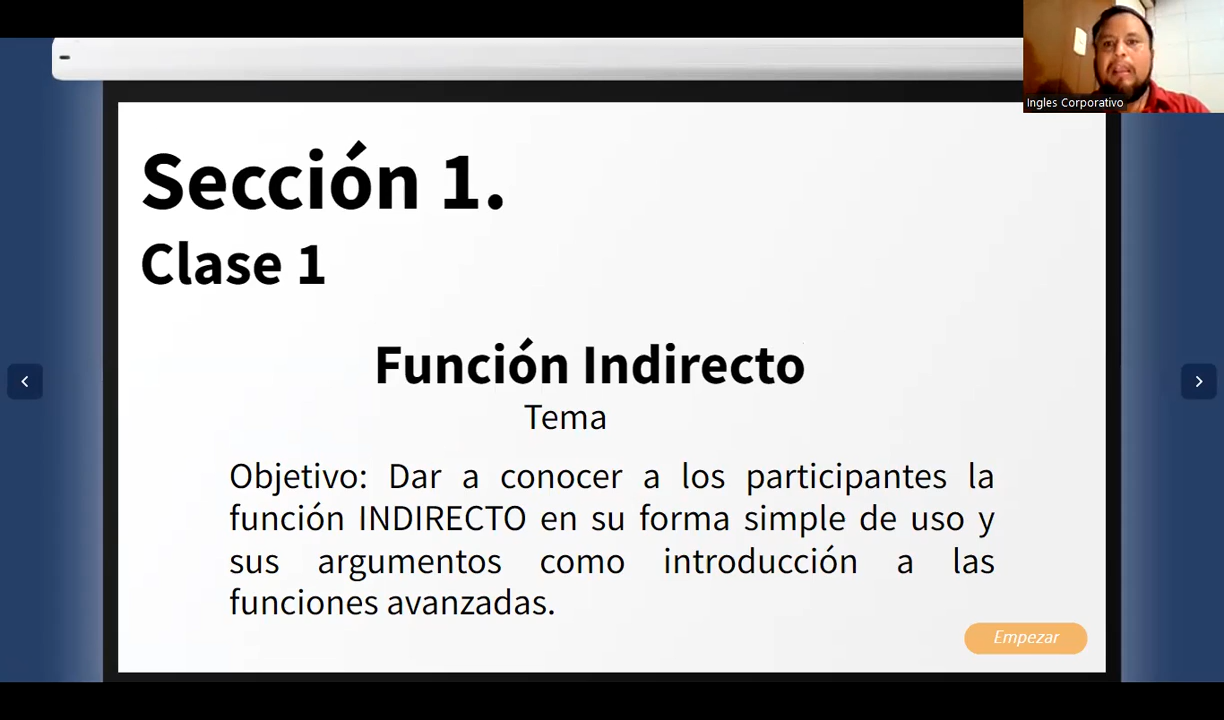 Ingles Corporativo
Sección 1.
Clase 1
Función Indirecto
Tema
Objetivo: Dar a conocer a los participantes la
función INDIRECTO en su forma simple de uso y
sus argumentos como introducción a las
funciones avanzadas.
Empezar